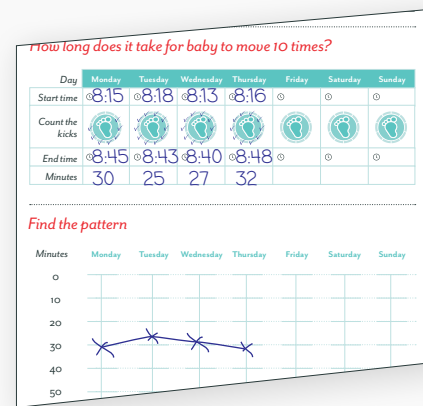 How long does it take for baby to move 10 times?
Day Monday Tuesday Wednesday Thursday Friday Saturday Sunday
Start time 8:15 8:18 8:13 8:16
Count the
kicks
End time 8:45 8:43 8:40 8:48
Minutes 30 25 27 32
Find the pattern
Minutes Monday Tuesday Wednesday Thursday Friday Saturday Sunday
0
10
20
30
40
50